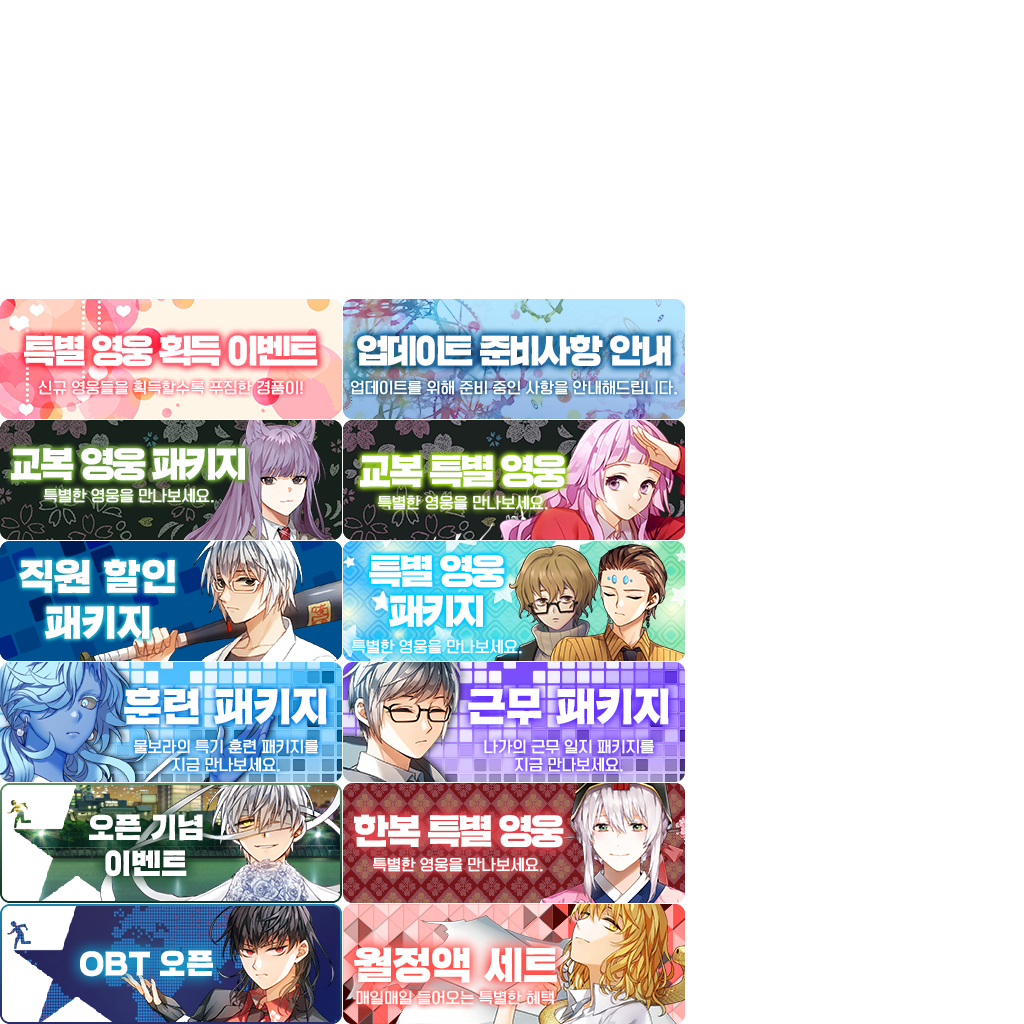 특별 영웅 획득 이벤트
신규 영웅들을 획득할수록 푸짐한 경품이!
업데이트 준비사항 안내
업데이트를 위해 준비 중인 사항을 안내해드립니다.
교복 영웅 패키지
특별한 영웅을 만나보세요.
교복 특별 영웅
특별한 영웅을 만나보세요.
직원 할인
패키지
특별 영웅
패키지
특별한 영웅을 만나보세요.
훈련 패키지
물보라의 특기 훈련 패키지를
지금 만나보세요.
근무 패키지
나가의 근무 일지 패키지를
지금 만나보세요.
오픈 기념
이벤트
한복 특별 영웅
특별한 영웅을 만나보세요.
OBT 오픈
월정액 세트
매일매일 들어오는 특별한 혜택